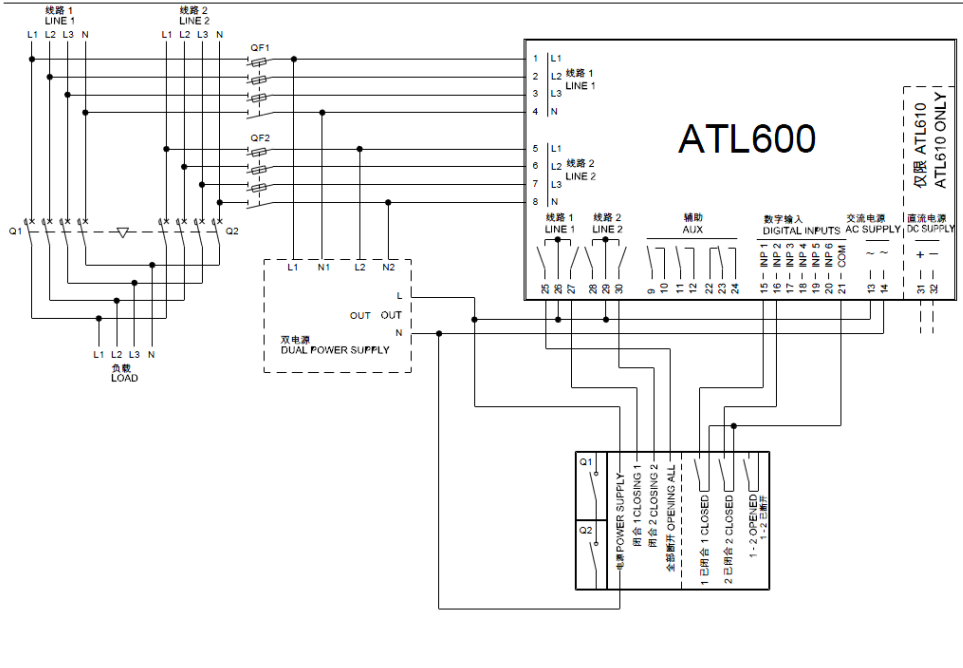 线路 1
LINE 1
L1 L2 L3 N
线路 2
LINE 2
L1 L2 L3 N
QF1
QF2
Q1
Q2
1 L1
2 L2
3 L3
4 N
线路 1
LINE 1
5 L1
6 L2
7 L3
8 N
线路 2
LINE 2
ATL600
仅限 ATL610
ATL610 ONLY
线路 1
LINE 1
线路 2
LINE 2
辅助
AUX
数字输入
DIGITAL INPUTS
交流电源
AC SUPPLY
直流电源
DC SUPPLY
INP 1
INP 2
INP 3
INP 4
INP 5
INP 6
COM
~ ~
+ −
25 26 27 28 29 30 9 10 11 12 22 23 24 15 16 17 18 19 20 21 13 14 31 32
L1 N1 L2 N2
L
OUT OUT
N
双电源
DUAL POWER SUPPLY
L1 L2 L3 N
负载
LOAD
Q1
Q2
电源 POWER SUPPLY
闭合 1 CLOSING 1
闭合 2 CLOSING 2
全部断开 OPENING ALL
1 已闭合 1 CLOSED
2 已闭合 2 CLOSED
1 - 2 OPENED
1 - 2 已断开